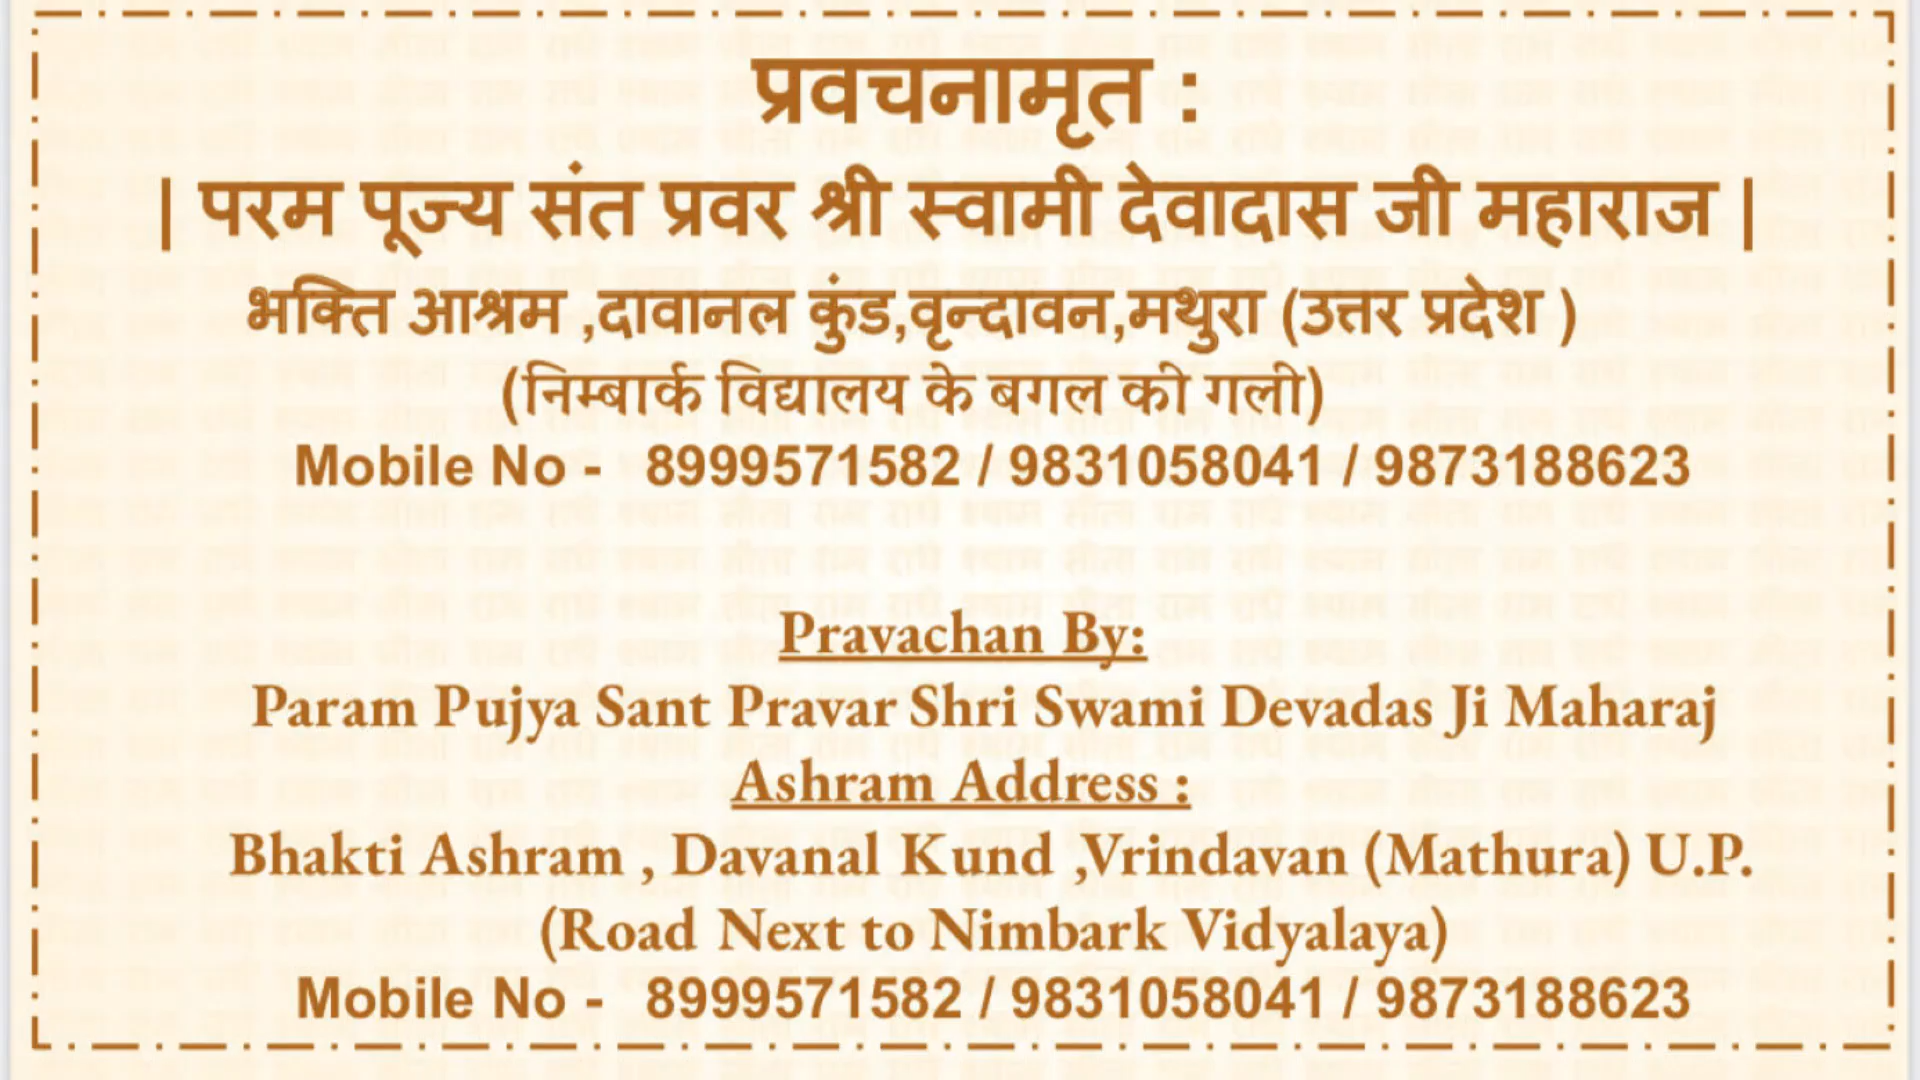 प्रवचनामृत :
| परम पूज्य संत प्रवर श्री स्वामी देवादास जी महाराज |
भक्ति आश्रम ,दावानल कुंड,वृन्दावन,मथुरा (उत्तर प्रदेश )
(निम्बार्क विद्यालय के बगल की गली)
Mobile No - 8999571582 / 9831058041 / 9873188623
Pravachan By:
Param Pujya Sant Pravar Shri Swami Devadas Ji Maharaj
Ashram Address :
Bhakti Ashram , Davanal Kund ,Vrindavan (Mathura) U.P.
(Road Next to Nimbark Vidyalaya)
Mobile No - 8999571582 / 9831058041 / 9873188623